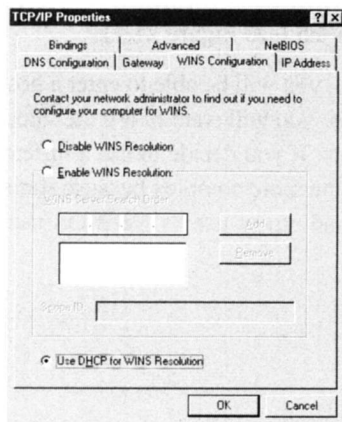 TCP/IP Properties
Bindings Advanced NetBIOS
DNS Configuration Gateway WINS Configuration IP Address
Contact your network administrator to find out if you need to
configure your computer for WINS.
Disable WINS Resolution
Enable WINS Resolution:
WINS Server Search Order:
Add
Remove
Scope ID:
Use DHCP for WINS Resolution
OK Cancel